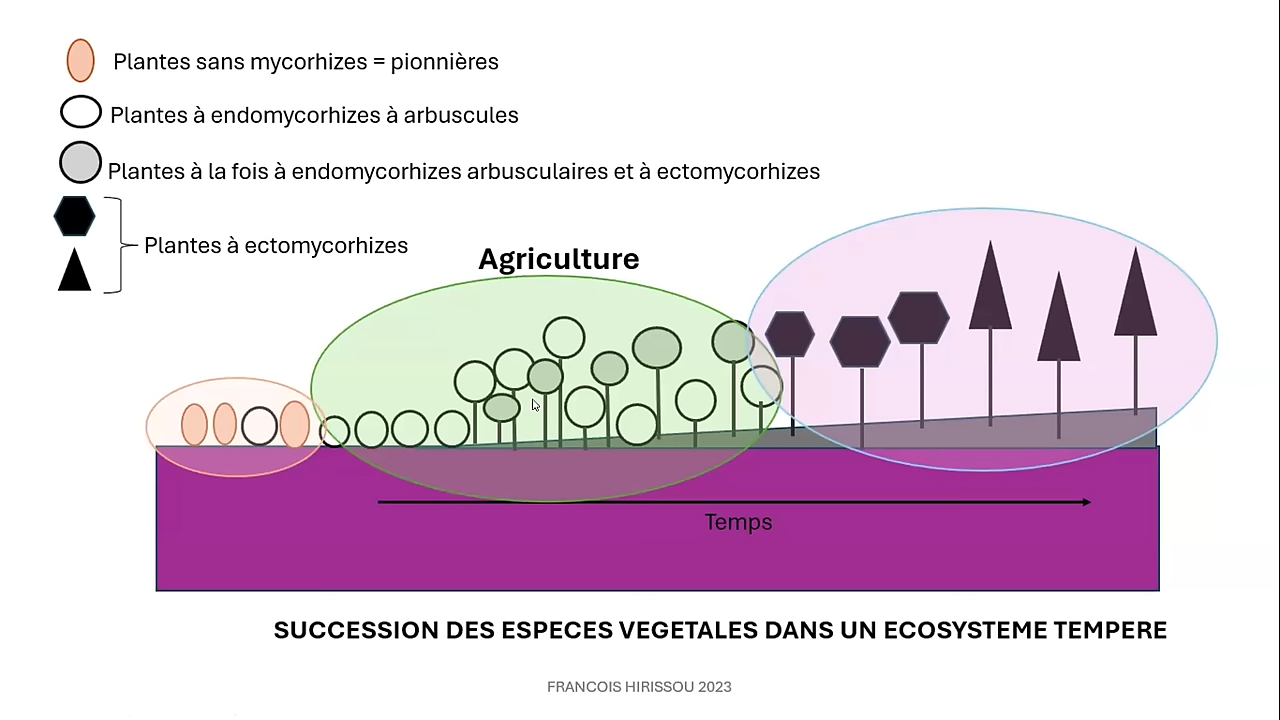 Plantes sans mycorhizes = pionnières
Plantes à endomycorhizes à arbuscules
Plantes à la fois à endomycorhizes arbusculaires et à ectomycorhizes
Plantes à ectomycorhizes
Agriculture
Temps
SUCCESSION DES ESPECES VEGETALES DANS UN ECOSYSTEME TEMPERE
FRANCOIS HIRISSOU 2023